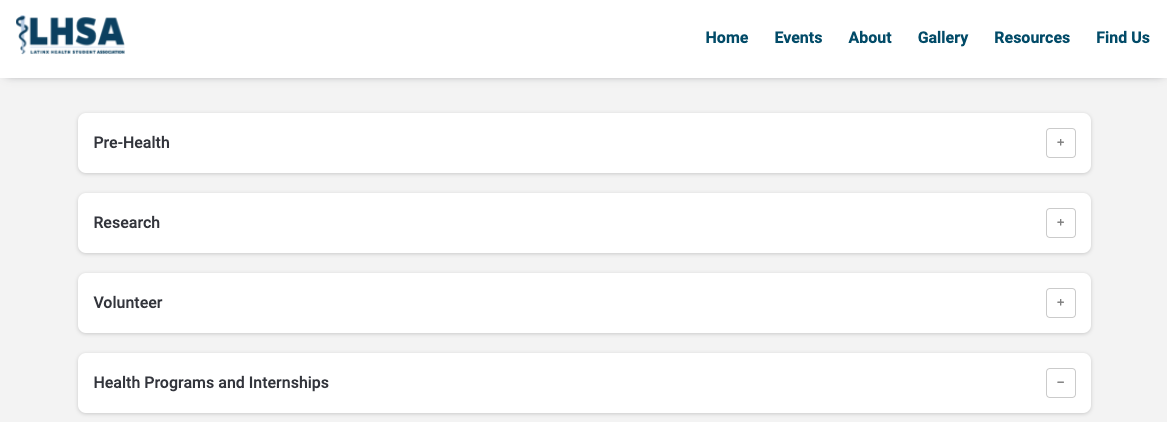 LHSA
LATINX HEALTH STUDENT ASSOCIATION
Home Events About Gallery Resources Find Us
Pre-Health +
Research +
Volunteer +
Health Programs and Internships −